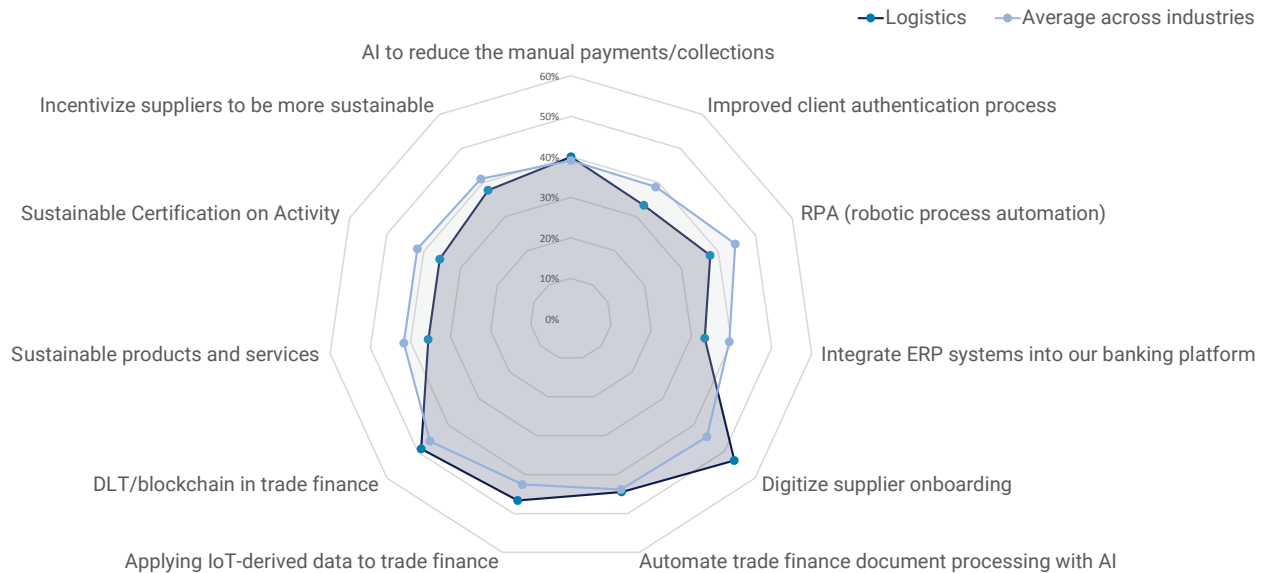 Logistics
Average across industries
AI to reduce the manual payments/collections
60%
Incentivize suppliers to be more sustainable
Improved client authentication process
50%
40%
30%
Sustainable Certification on Activity
RPA (robotic process automation)
20%
10%
0%
Sustainable products and services
Integrate ERP systems into our banking platform
DLT/blockchain in trade finance
Digitize supplier onboarding
Applying IoT-derived data to trade finance
Automate trade finance document processing with AI